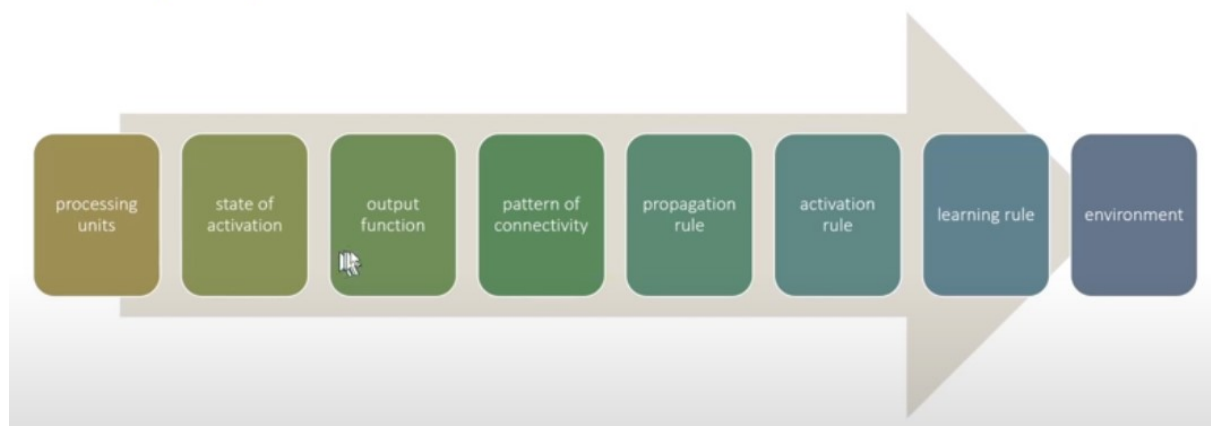 processing
units
state of
activation
output
function
pattern of
connectivity
propagation
rule
activation
rule
learning rule
environment